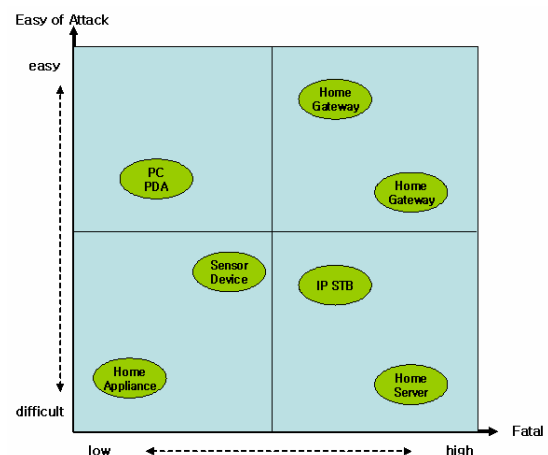 Easy of Attack
easy
Home
Gateway
PC
PDA
Home
Gateway
Sensor
Device
IP STB
Home
Appliance
Home
Server
difficult
Fatal
low
high